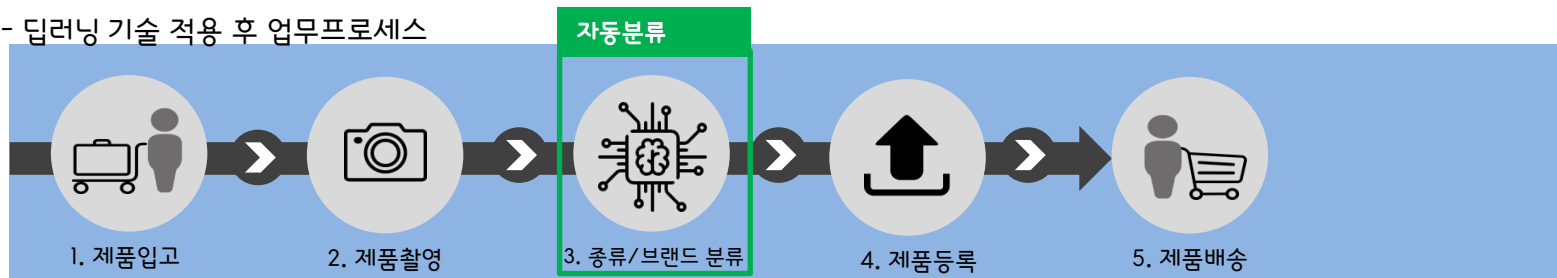 - 딥러닝 기술 적용 후 업무프로세스
자동분류
1. 제품입고
2. 제품촬영
3. 종류/브랜드 분류
4. 제품등록
5. 제품배송